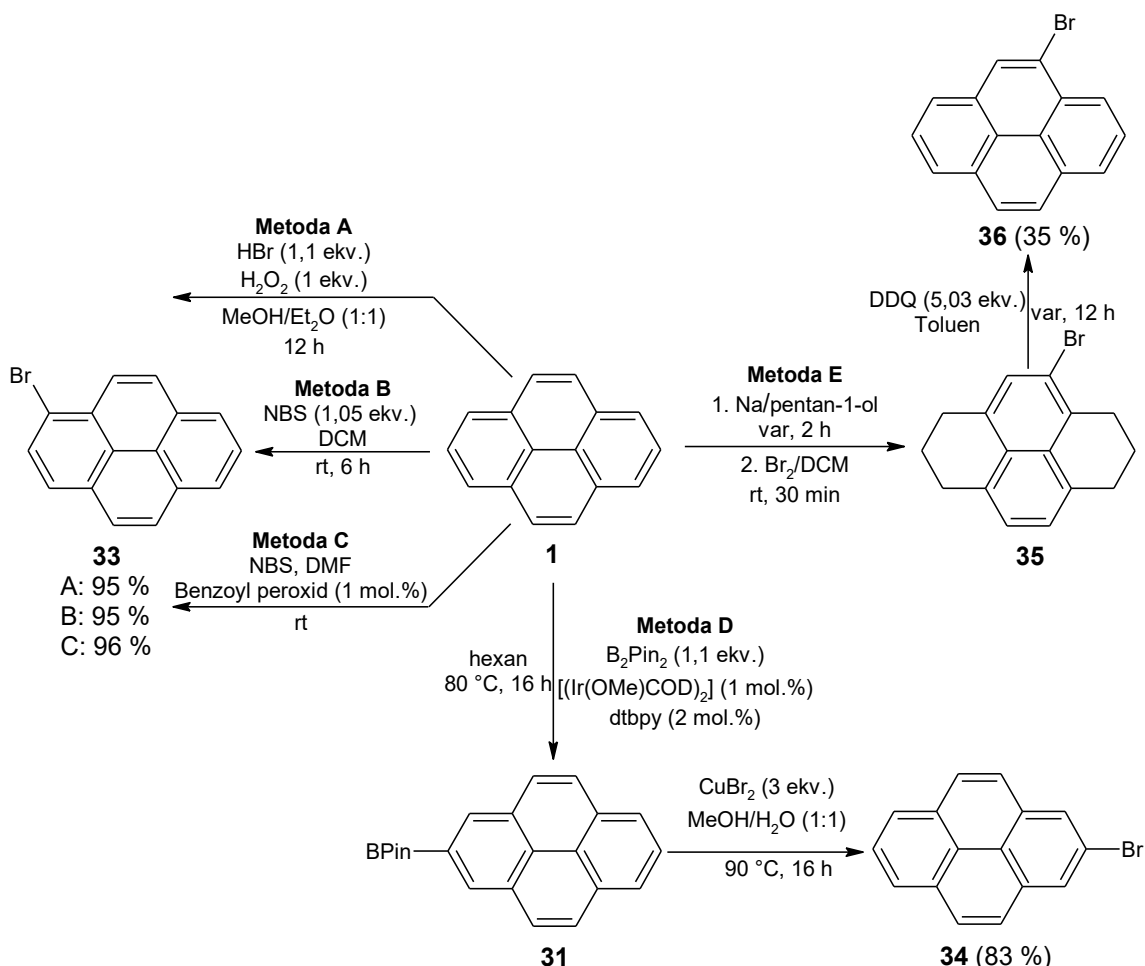 Br
36 (35 %)
Metoda A
HBr (1,1 ekv.)
H₂O₂ (1 ekv.)
MeOH/Et₂O (1:1)
12 h
DDQ (5,03 ekv.)
Toluen
var, 12 h
Br
Br
Metoda B
NBS (1,05 ekv.)
DCM
rt, 6 h
Metoda E
1. Na/pentan-1-ol
var, 2 h
2. Br₂/DCM
rt, 30 min
33
A: 95 %
B: 95 %
C: 96 %
Metoda C
NBS, DMF
Benzoyl peroxid (1 mol.%)
rt
1
35
hexan
80 °C, 16 h
Metoda D
B₂Pin₂ (1,1 ekv.)
[(Ir(OMe)COD)₂] (1 mol.%)
dtbpy (2 mol.%)
BPin
31
CuBr₂ (3 ekv.)
MeOH/H₂O (1:1)
90 °C, 16 h
Br
34 (83 %)